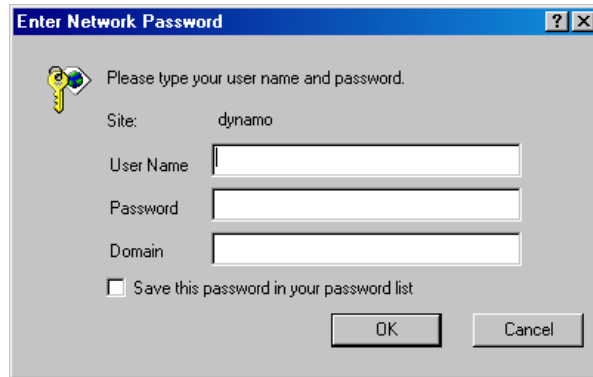 Enter Network Password
Please type your user name and password.
Site: dynamo
User Name
Password
Domain
Save this password in your password list
OK Cancel